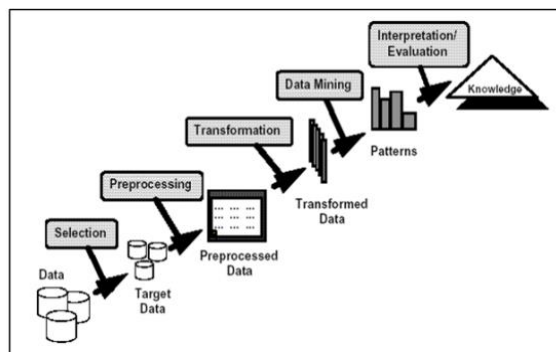 Interpretation/
Evaluation
Data Mining
Knowledge
Transformation
Patterns
Preprocessing
Transformed
Data
Selection
Preprocessed
Data
Data
Target
Data